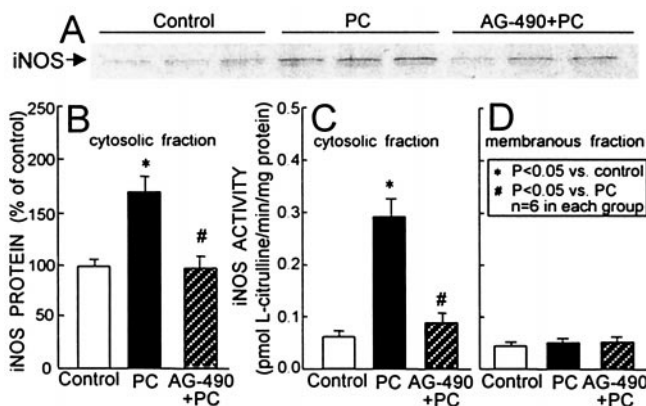 A
Control PC AG-490+PC
iNOS
B
cytosolic fraction
iNOS PROTEIN (% of control)
250
200
150
100
50
0
*
#
Control PC AG-490
+PC
C
cytosolic fraction
iNOS ACTIVITY
(pmol L-citrulline/min/mg protein)
0.5
0.4
0.3
0.2
0.1
0.0
*
#
Control PC AG-490
+PC
D
membranous fraction
* P<0.05 vs. control
# P<0.05 vs. PC
n=6 in each group
Control PC AG-490
+PC